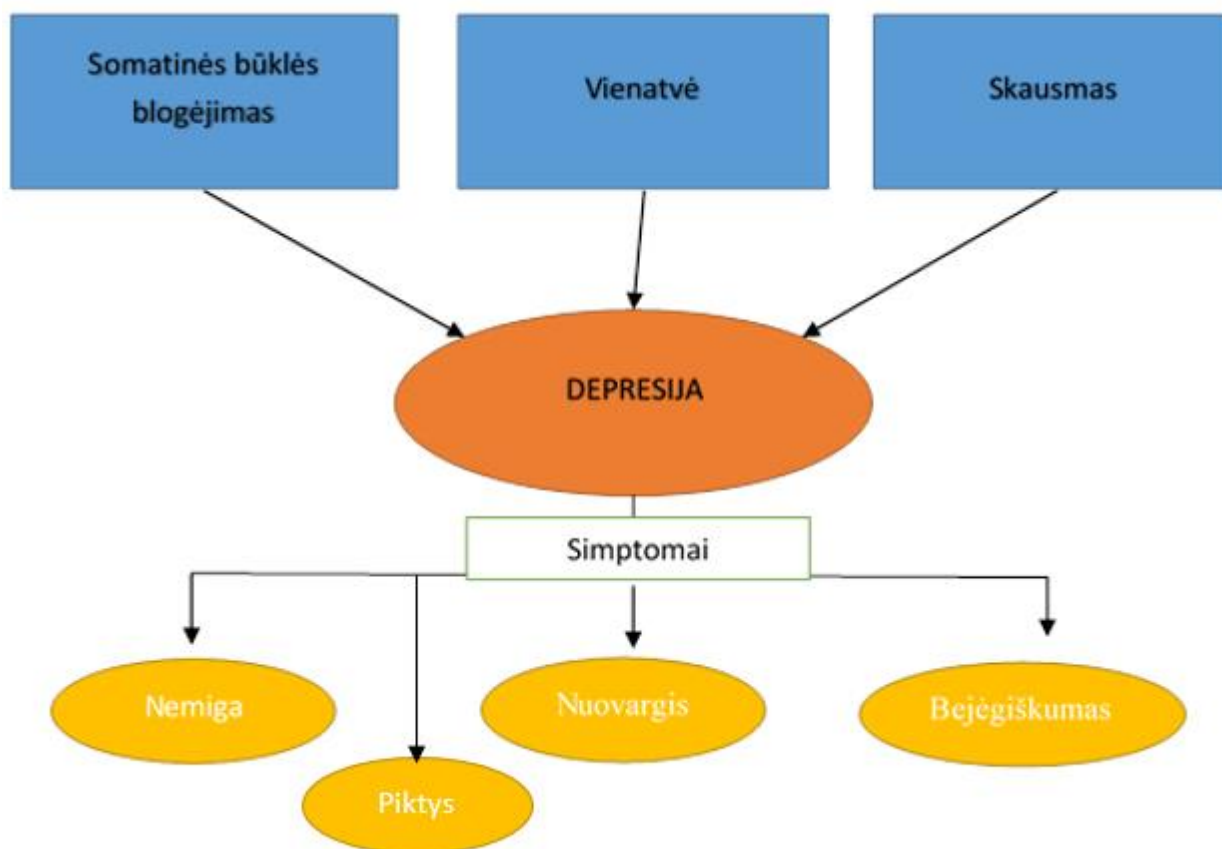 Somatinės būklės
blogėjimas
Vienatvė
Skausmas
DEPRESIJA
Simptomai
Nemiga
Nuovargis
Bejėgiškumas
Piktys